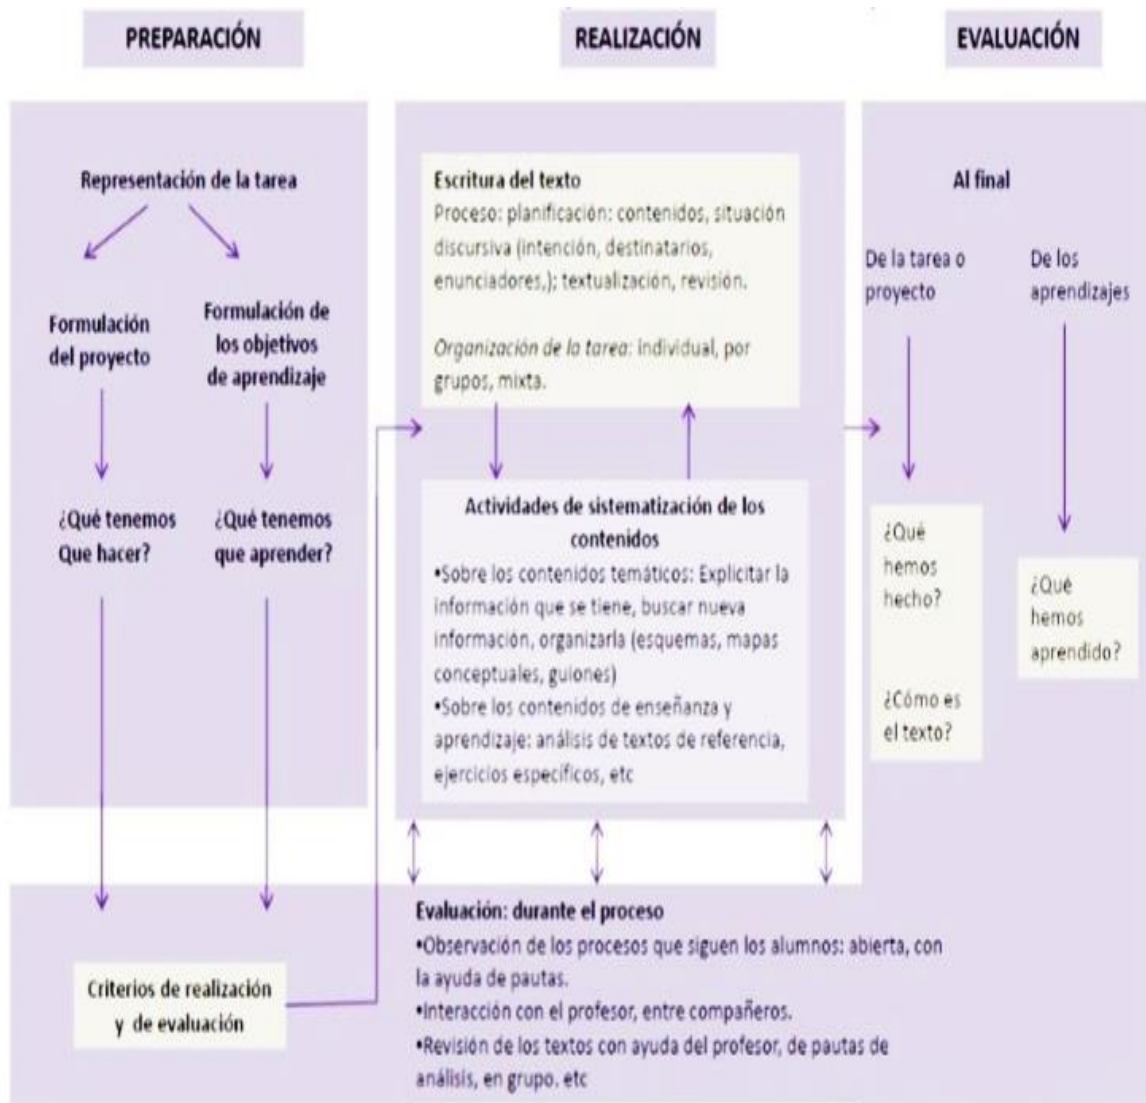 PREPARACIÓN
Representación de la tarea
Formulación
del proyecto
Formulación de
los objetivos
de aprendizaje
¿Qué tenemos
Que hacer?
¿Qué tenemos
que aprender?
Criterios de realización
y de evaluación
REALIZACIÓN
Escritura del texto
Proceso: planificación: contenidos, situación
discursiva (intención, destinatarios,
enunciadores,); textualización, revisión.
Organización de la tarea: individual, por
grupos, mixta.
Actividades de sistematización de los
contenidos
•Sobre los contenidos temáticos: Explicitar la
información que se tiene, buscar nueva
información, organizarla (esquemas, mapas
conceptuales, guiones)
•Sobre los contenidos de enseñanza y
aprendizaje: análisis de textos de referencia,
ejercicios específicos, etc
Evaluación: durante el proceso
•Observación de los procesos que siguen los alumnos: abierta, con
la ayuda de pautas.
•Interacción con el profesor, entre compañeros.
•Revisión de los textos con ayuda del profesor, de pautas de
análisis, en grupo. etc
EVALUACIÓN
Al final
De la tarea o
proyecto
De los
aprendizajes
¿Qué
hemos
hecho?
¿Cómo es
el texto?
¿Qué
hemos
aprendido?